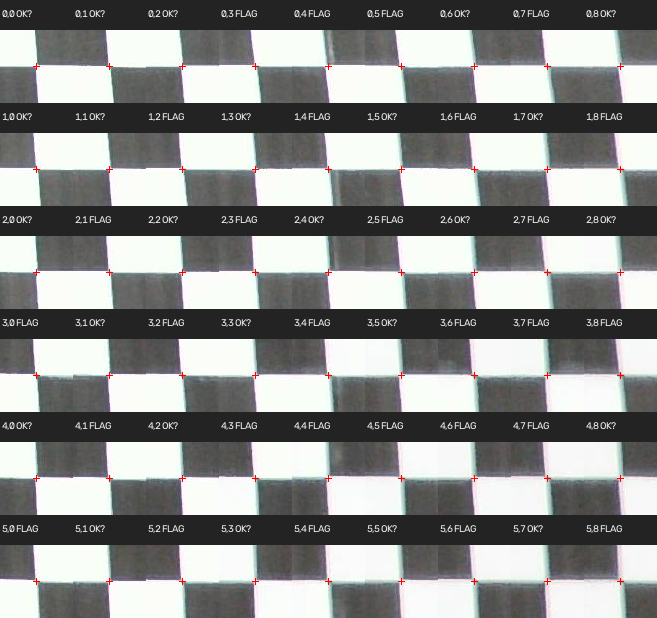 0,0 OK? 0,1 OK? 0,2 OK? 0,3 FLAG 0,4 FLAG 0,5 FLAG 0,6 OK? 0,7 FLAG 0,8 OK?
1,0 OK? 1,1 OK? 1,2 FLAG 1,3 OK? 1,4 FLAG 1,5 OK? 1,6 FLAG 1,7 OK? 1,8 FLAG
2,0 OK? 2,1 FLAG 2,2 OK? 2,3 FLAG 2,4 OK? 2,5 FLAG 2,6 OK? 2,7 FLAG 2,8 OK?
3,0 FLAG 3,1 OK? 3,2 FLAG 3,3 OK? 3,4 FLAG 3,5 OK? 3,6 FLAG 3,7 FLAG 3,8 FLAG
4,0 OK? 4,1 FLAG 4,2 OK? 4,3 FLAG 4,4 FLAG 4,5 FLAG 4,6 FLAG 4,7 FLAG 4,8 OK?
5,0 FLAG 5,1 OK? 5,2 FLAG 5,3 OK? 5,4 FLAG 5,5 OK? 5,6 FLAG 5,7 OK? 5,8 FLAG